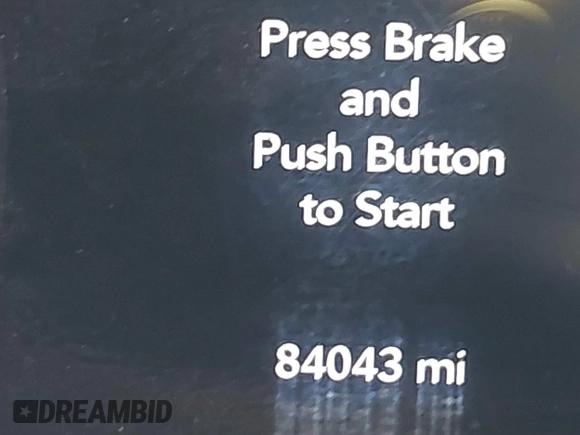 Press Brake
and
Push Button
to Start
84043 mi
DREAMBID